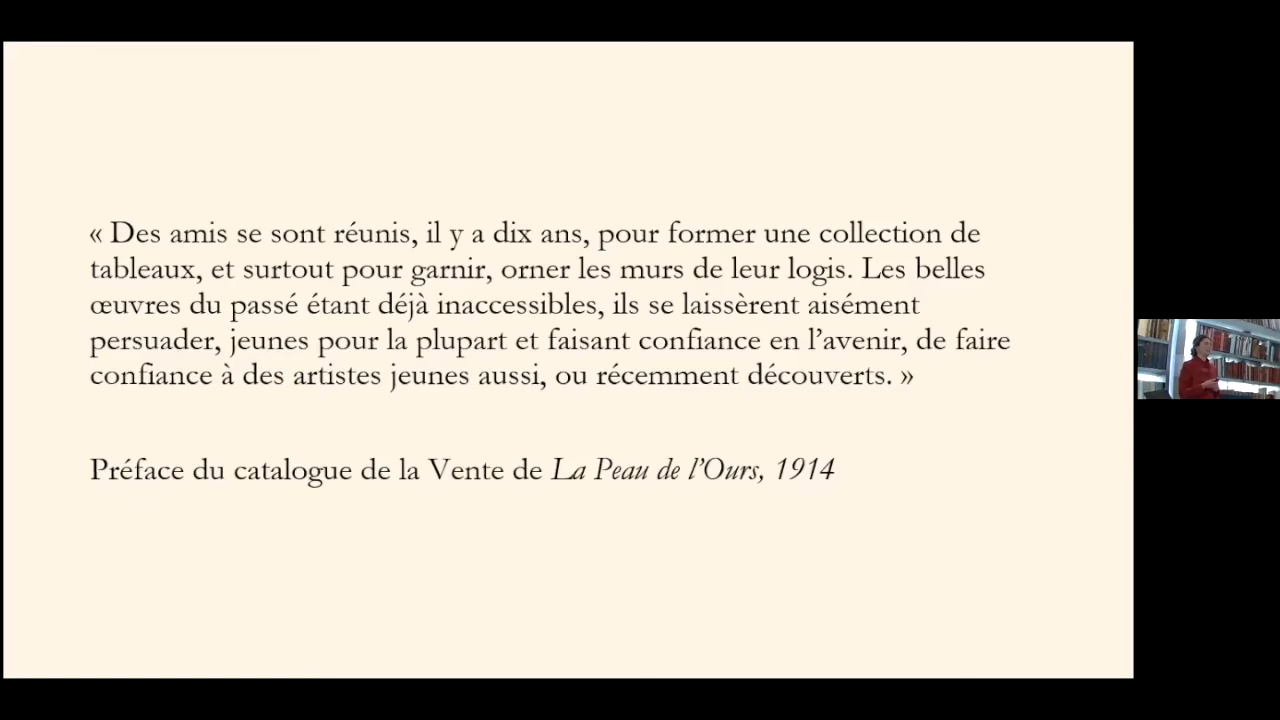 « Des amis se sont réunis, il y a dix ans, pour former une collection de
tableaux, et surtout pour garnir, orner les murs de leur logis. Les belles
œuvres du passé étant déjà inaccessibles, ils se laissèrent aisément
persuader, jeunes pour la plupart et faisant confiance en l’avenir, de faire
confiance à des artistes jeunes aussi, ou récemment découverts. »
Préface du catalogue de la Vente de La Peau de l’Ours, 1914